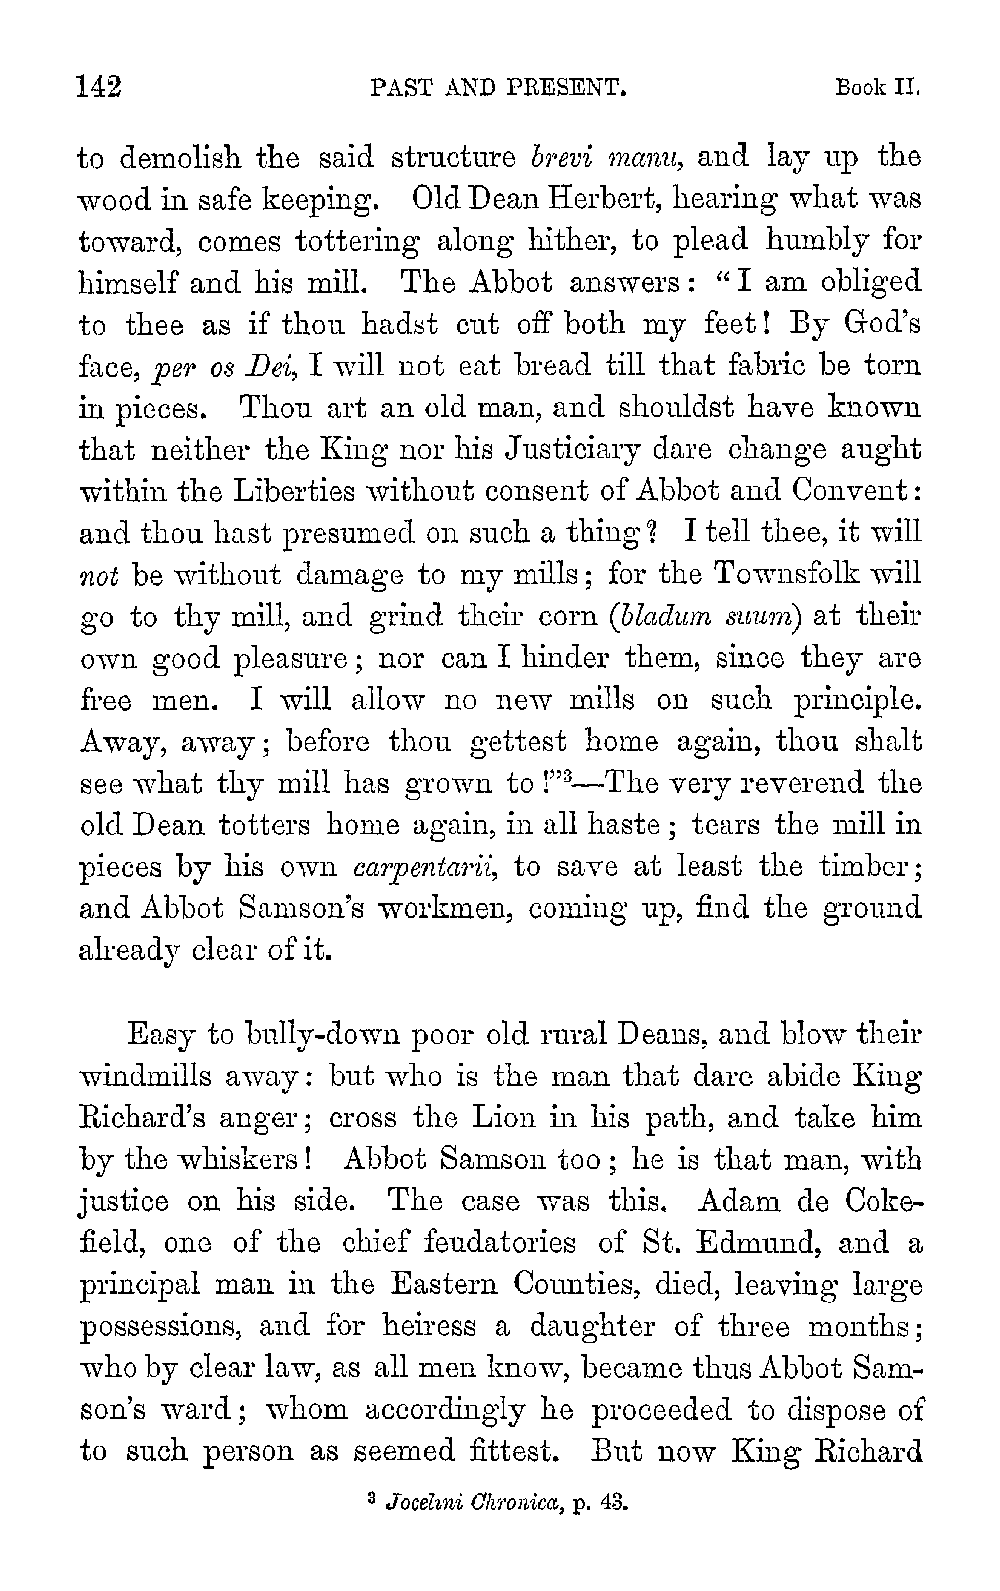 142 PAST AND PRESENT. Book II.
to demolish the said structure brevi manu, and lay up the
wood in safe keeping. Old Dean Herbert, hearing what was
toward, comes tottering along hither, to plead humbly for
himself and his mill. The Abbot answers: “I am obliged
to thee as if thou hadst cut off both my feet! By God’s
face, per os Dei, I will not eat bread till that fabric be torn
in pieces. Thou art an old man, and shouldst have known
that neither the King nor his Justiciary dare change aught
within the Liberties without consent of Abbot and Convent:
and thou hast presumed on such a thing? I tell thee, it will
not be without damage to my mills; for the Townsfolk will
go to thy mill, and grind their corn (bladum suum) at their
own good pleasure; nor can I hinder them, since they are
free men. I will allow no new mills on such principle.
Away, away; before thou gettest home again, thou shalt
see what thy mill has grown to!”³—The very reverend the
old Dean totters home again, in all haste; tears the mill in
pieces by his own carpentarii, to save at least the timber;
and Abbot Samson’s workmen, coming up, find the ground
already clear of it.
Easy to bully-down poor old rural Deans, and blow their
windmills away: but who is the man that dare abide King
Richard’s anger; cross the Lion in his path, and take him
by the whiskers! Abbot Samson too; he is that man, with
justice on his side. The case was this. Adam de Coke-
field, one of the chief feudatories of St. Edmund, and a
principal man in the Eastern Counties, died, leaving large
possessions, and for heiress a daughter of three months;
who by clear law, as all men know, became thus Abbot Sam-
son’s ward; whom accordingly he proceeded to dispose of
to such person as seemed fittest. But now King Richard
³ Jocelini Chronica, p. 43.